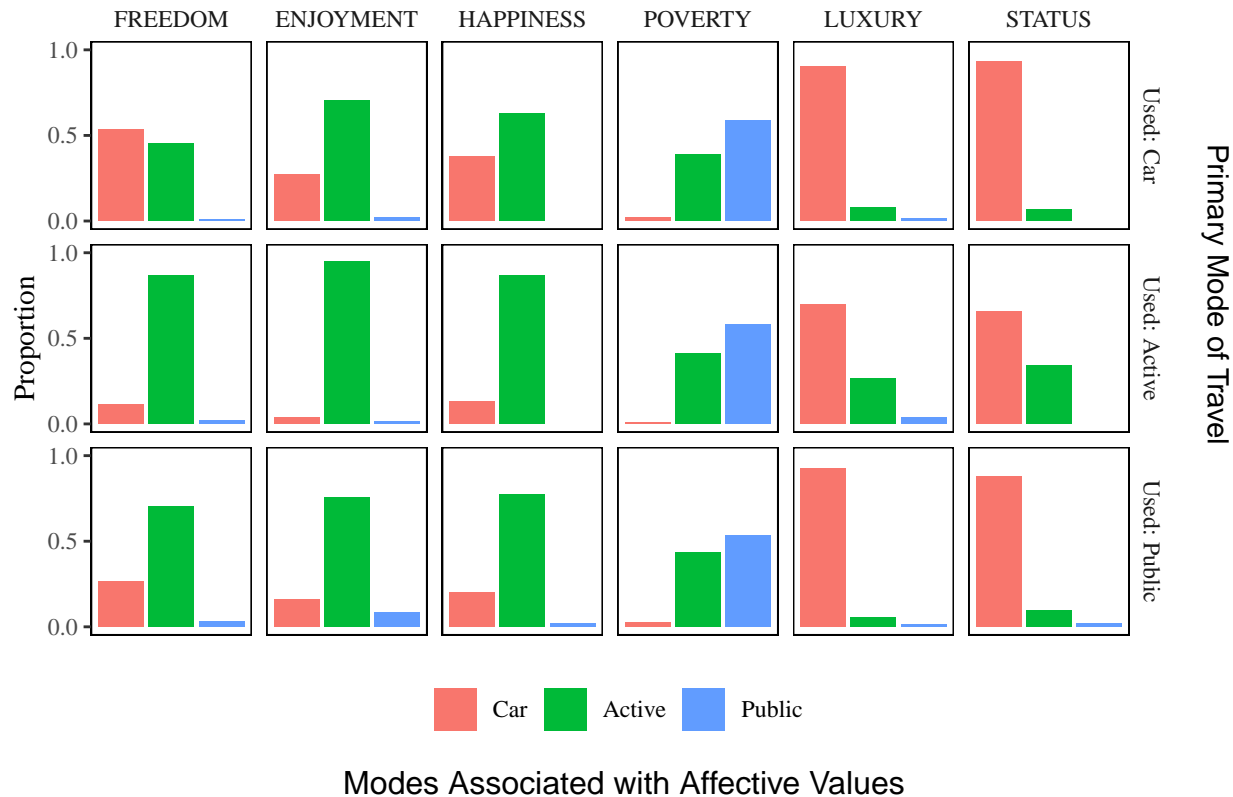 FREEDOM ENJOYMENT HAPPINESS POVERTY LUXURY STATUS
1.0
0.5
0.0
Used: Car
1.0
0.5
0.0
Used: Active
1.0
0.5
0.0
Used: Public
Proportion
Primary Mode of Travel
Car Active Public
Modes Associated with Affective Values